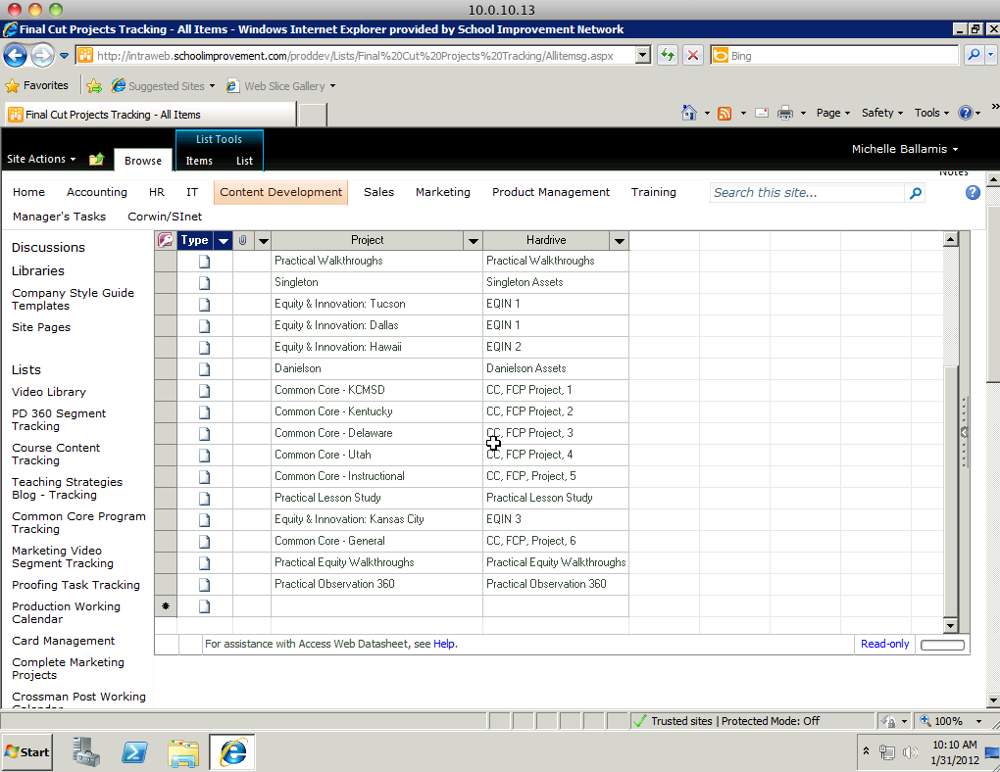 10.0.10.13
Final Cut Projects Tracking - All Items - Windows Internet Explorer provided by School Improvement Network
http://intraweb.schoolimprovement.com/proddev/Lists/Final%20Cut%20Projects%20Tracking/Allitemsg.aspx
Bing
Favorites
Suggested Sites
Web Slice Gallery
Final Cut Projects Tracking - All Items
Page
Safety
Tools
List Tools
Site Actions
Browse
Items
List
Michelle Ballamis
Notes
Home
Accounting
HR
IT
Content Development
Sales
Marketing
Product Management
Training
Search this site...
Manager's Tasks
Corwin/SInet
Discussions
Libraries
Company Style Guide
Templates
Site Pages
Lists
Video Library
PD 360 Segment
Tracking
Course Content
Tracking
Teaching Strategies
Blog - Tracking
Common Core Program
Tracking
Marketing Video
Segment Tracking
Proofing Task Tracking
Production Working
Calendar
Card Management
Complete Marketing
Projects
Crossman Post Working
Calendar
Type Project Hardrive
Practical Walkthroughs Practical Walkthroughs
Singleton Singleton Assets
Equity & Innovation: Tucson EQIN 1
Equity & Innovation: Dallas EQIN 1
Equity & Innovation: Hawaii EQIN 2
Danielson Danielson Assets
Common Core - KCMSD CC, FCP Project, 1
Common Core - Kentucky CC, FCP Project, 2
Common Core - Delaware CC, FCP Project, 3
Common Core - Utah CC, FCP Project, 4
Common Core - Instructional CC, FCP, Project, 5
Practical Lesson Study Practical Lesson Study
Equity & Innovation: Kansas City EQIN 3
Common Core - General CC, FCP, Project, 6
Practical Equity Walkthroughs Practical Equity Walkthroughs
Practical Observation 360 Practical Observation 360
For assistance with Access Web Datasheet, see Help.
Read-only
Trusted sites | Protected Mode: Off
100%
Start
10:10 AM
1/31/2012